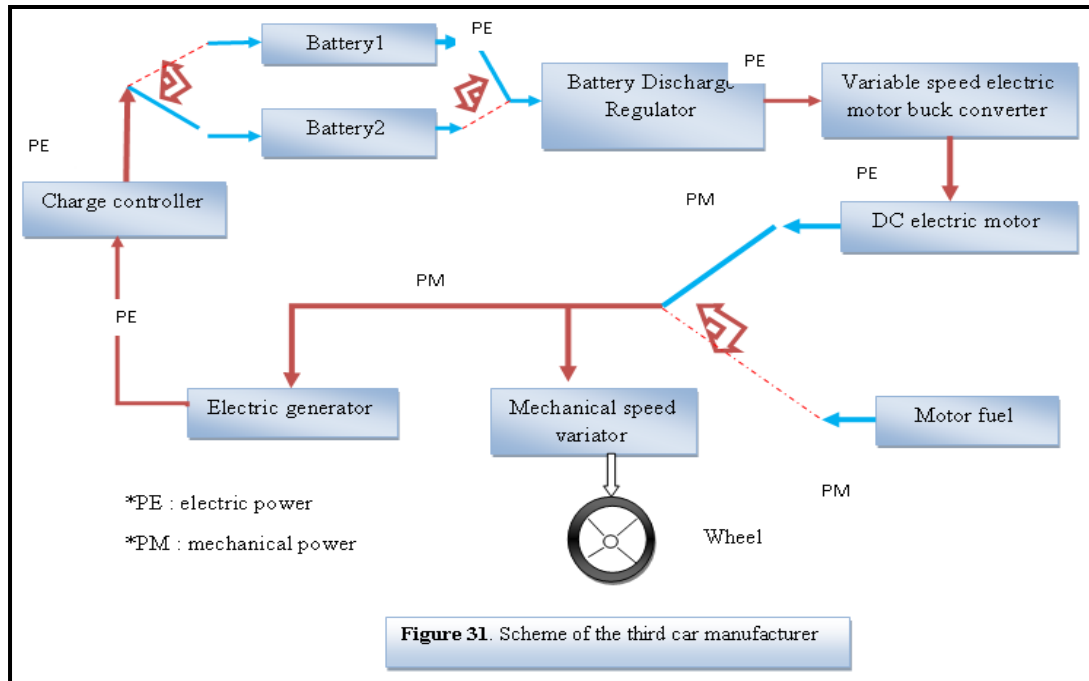 PE
Battery1
PE
Battery Discharge
Regulator
Variable speed electric
motor buck converter
Battery2
PE
PE
Charge controller
PM
DC electric motor
PM
PE
Electric generator
Mechanical speed
variator
Motor fuel
PM
*PE : electric power
*PM : mechanical power
Wheel
Figure 31. Scheme of the third car manufacturer